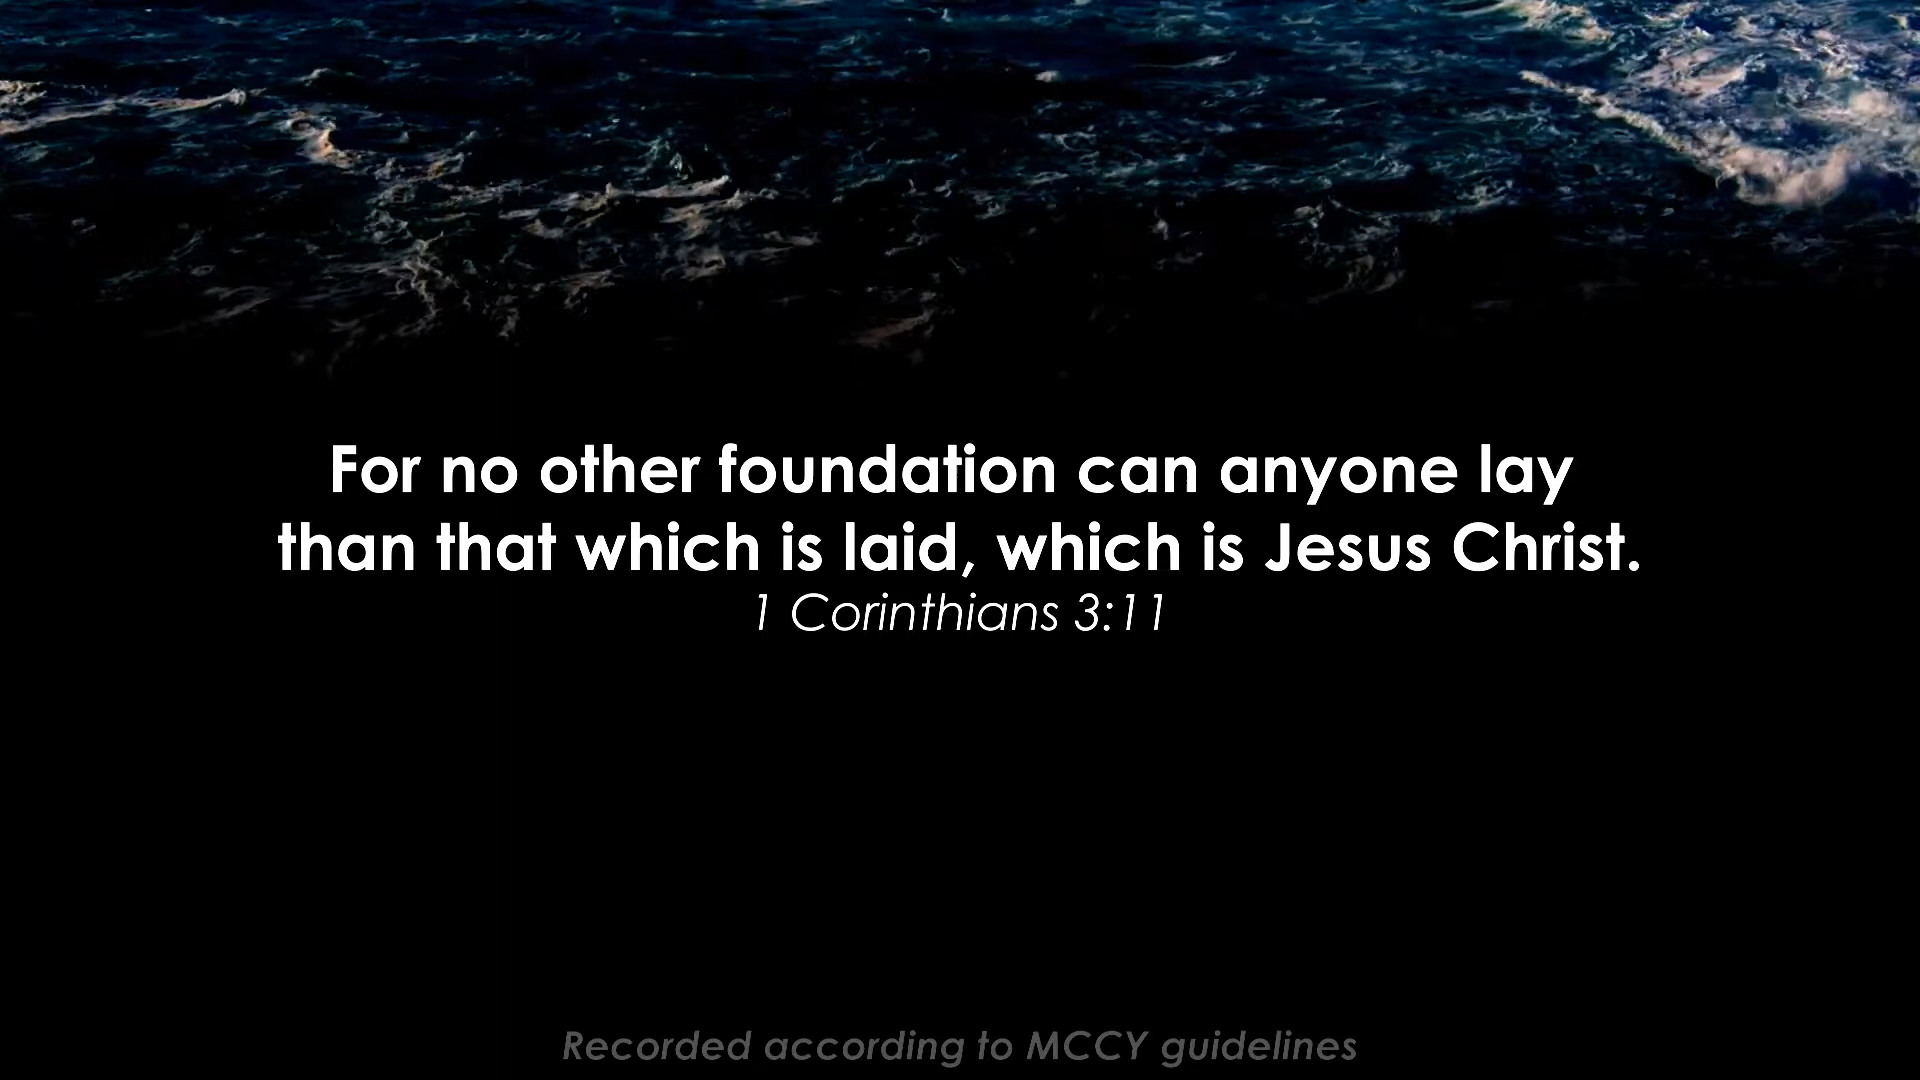 For no other foundation can anyone lay
than that which is laid, which is Jesus Christ.
1 Corinthians 3:11
Recorded according to MCCY guidelines